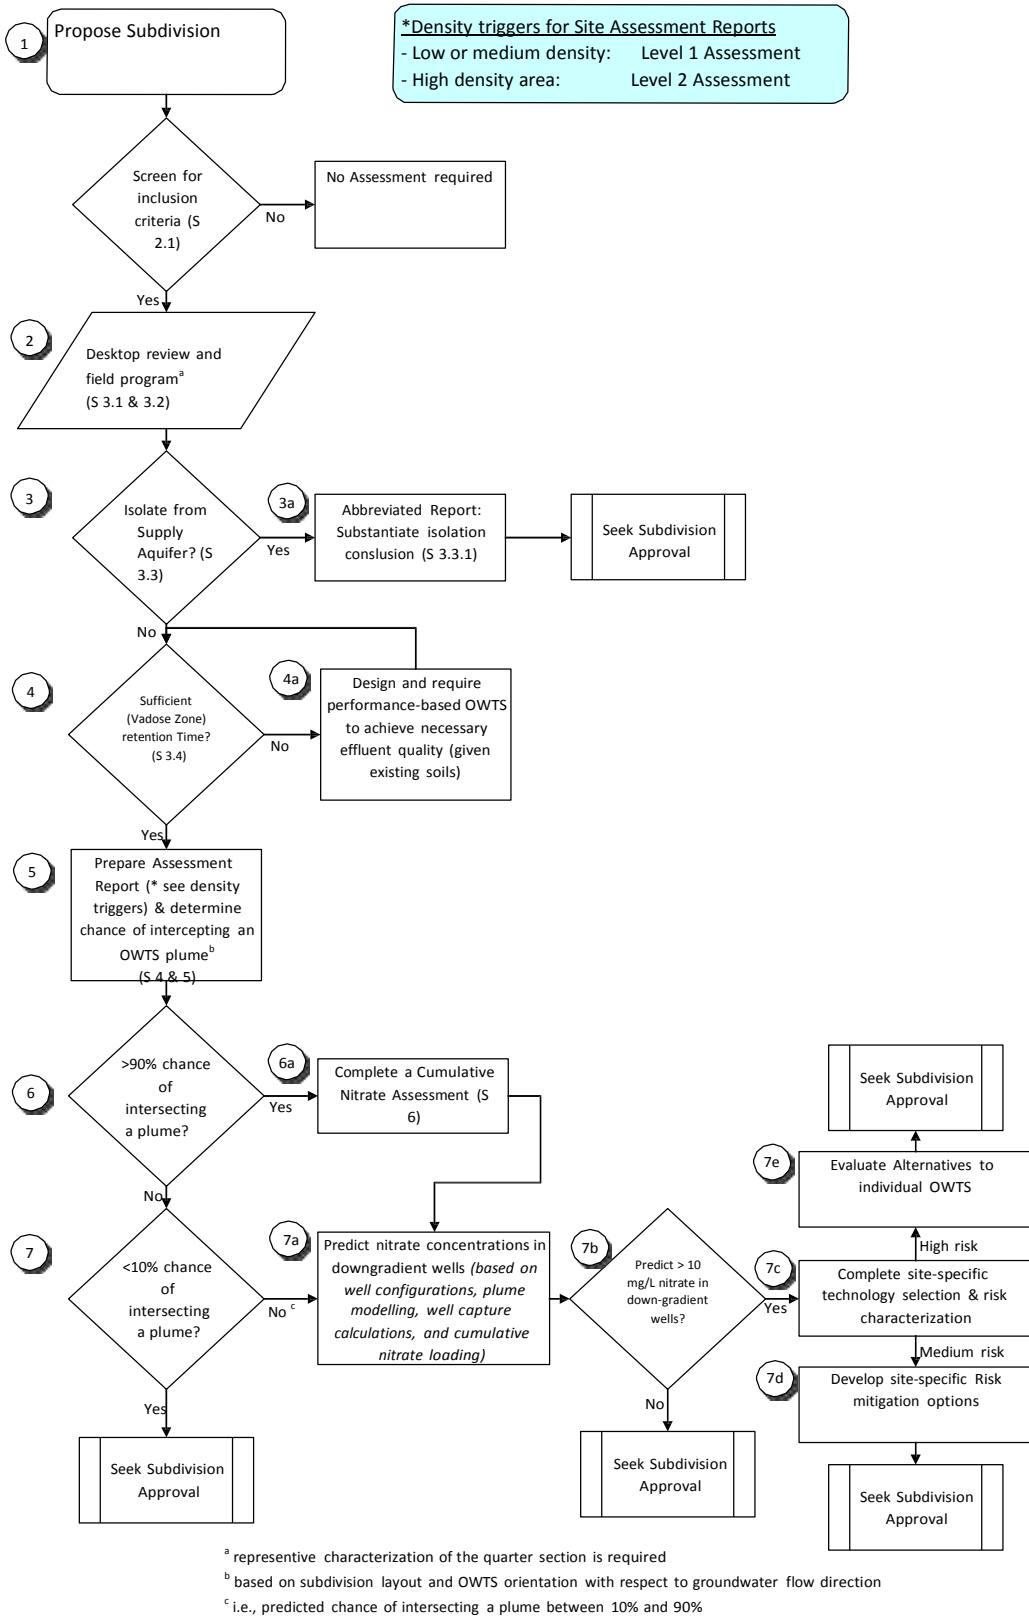 1
Propose Subdivision
*Density triggers for Site Assessment Reports
- Low or medium density: Level 1 Assessment
- High density area: Level 2 Assessment
Screen for
inclusion
criteria (S
2.1)
No
No Assessment required
Yes
2
Desktop review and
field program^a
(S 3.1 & 3.2)
3
Isolate from
Supply
Aquifer? (S
3.3)
Yes
3a
Abbreviated Report:
Substantiate isolation
conslusion (S 3.3.1)
Seek Subdivision
Approval
No
4
Sufficient
(Vadose Zone)
retention Time?
(S 3.4)
No
4a
Design and require
performance-based OWTS
to achieve necessary
effluent quality (given
existing soils)
Yes
5
Prepare Assessment
Report (* see density
triggers) & determine
chance of intercepting an
OWTS plume^b
(S 4 & 5)
6
>90% chance
of
intersecting
a plume?
Yes
6a
Complete a Cumulative
Nitrate Assessment (S
6)
No
7
<10% chance
of
intersecting
a plume?
No ^c
7a
Predict nitrate concentrations in
downgradient wells (based on
well configurations, plume
modelling, well capture
calculations, and cumulative
nitrate loading)
7b
Predict > 10
mg/L nitrate in
down-gradient
wells?
Yes
7c
Complete site-specific
technology selection & risk
characterization
High risk
7e
Evaluate Alternatives to
individual OWTS
Seek Subdivision
Approval
Medium risk
7d
Develop site-specific Risk
mitigation options
Seek Subdivision
Approval
No
Seek Subdivision
Approval
Yes
Seek Subdivision
Approval
^a representive characterization of the quarter section is required
^b based on subdivision layout and OWTS orientation with respect to groundwater flow direction
^c i.e., predicted chance of intersecting a plume between 10% and 90%